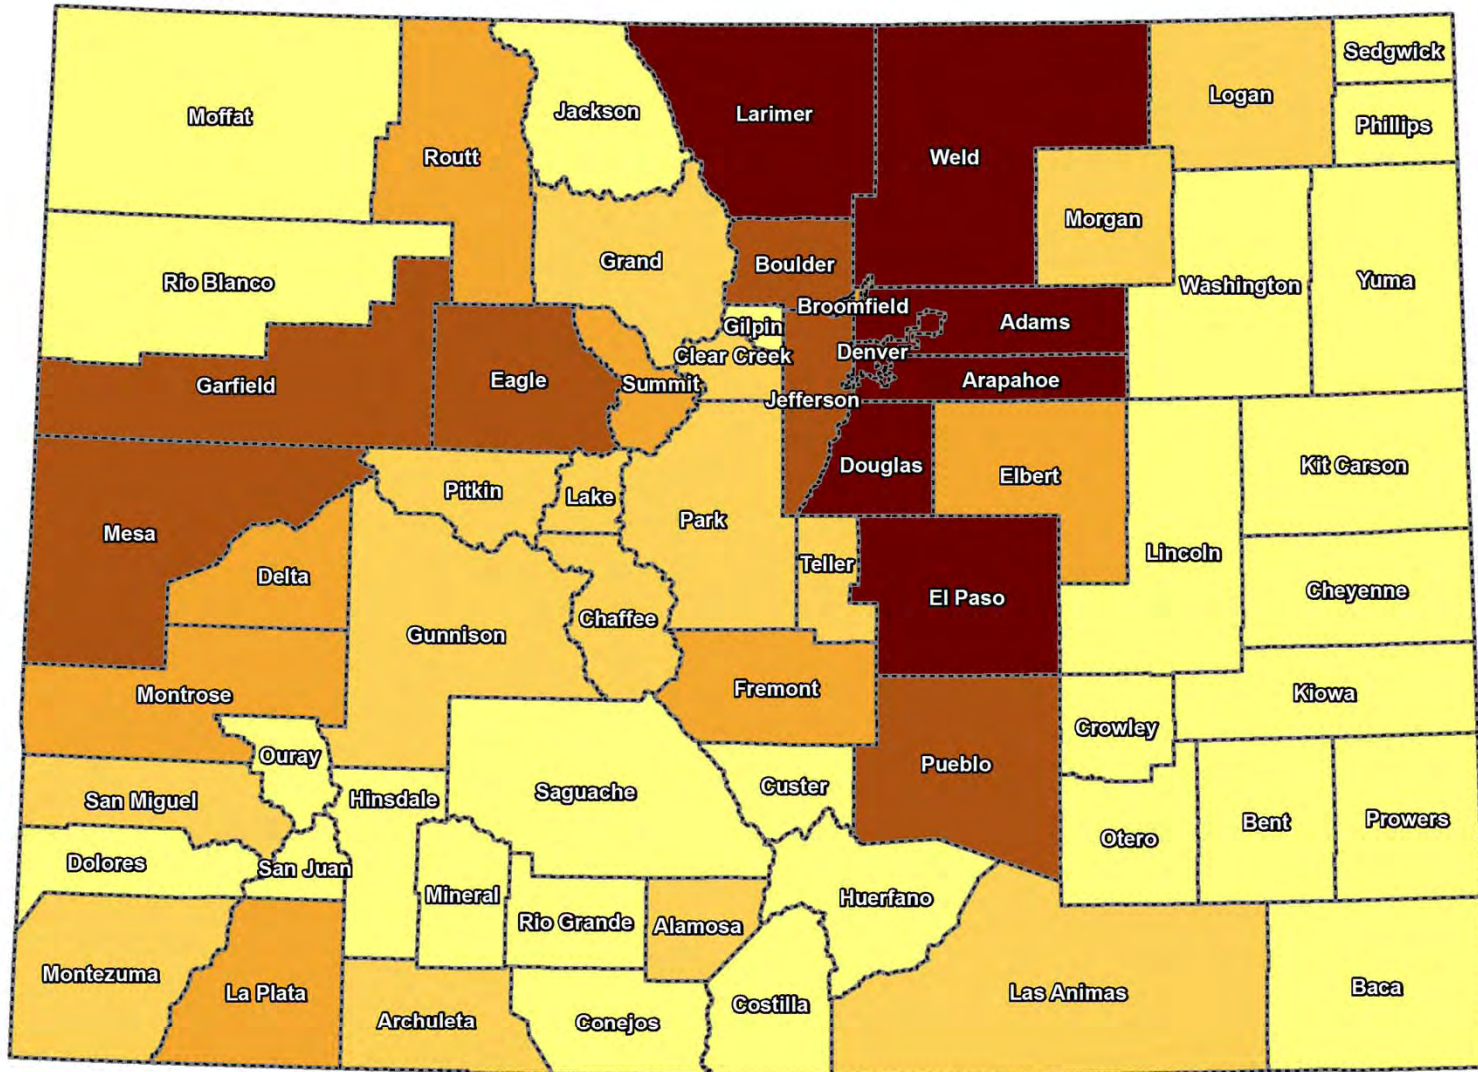 Sedgwick
Logan
Jackson
Larimer
Moffat
Phillips
Routt
Weld
Morgan
Grand
Boulder
Rio Blanco
Washington
Yuma
Broomfield
Gilpin
Adams
Denver
Clear Creek
Eagle
Summit
Garfield
Arapahoe
Jefferson
Douglas
Kit Carson
Elbert
Pitkin
Lake
Park
Mesa
Lincoln
Teller
Delta
Cheyenne
El Paso
Chaffee
Gunnison
Fremont
Montrose
Kiowa
Crowley
Ouray
Pueblo
Custer
Saguache
Hinsdale
San Miguel
Prowers
Bent
Otero
Dolores
San Juan
Mineral
Huerfano
Rio Grande
Alamosa
Montezuma
La Plata
Las Animas
Baca
Costilla
Archuleta
Conejos